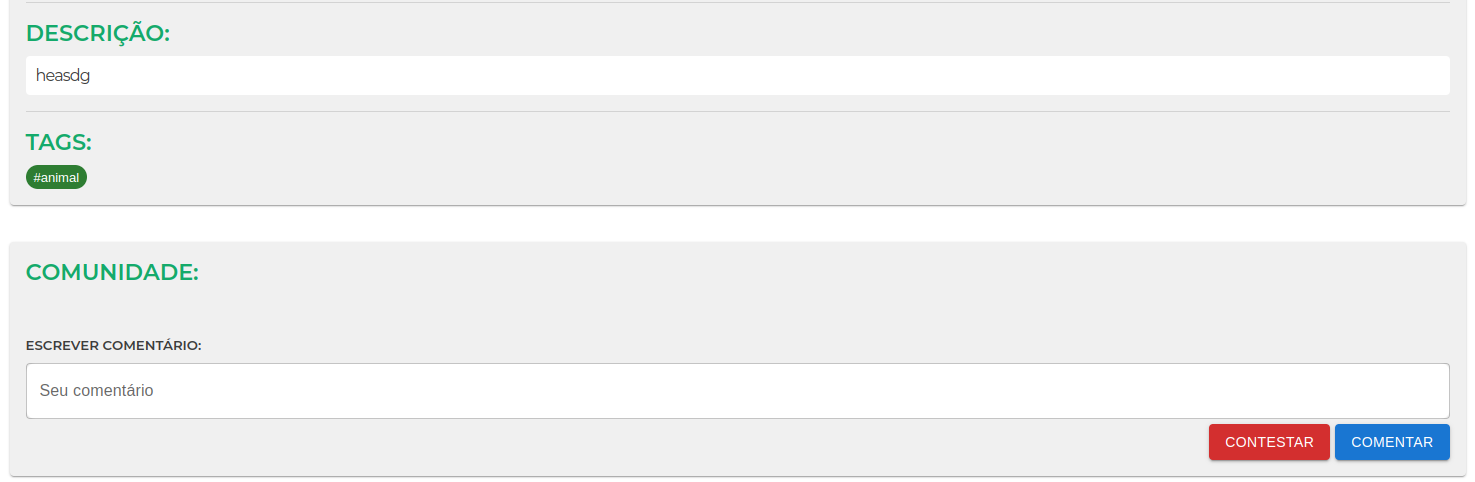 DESCRIÇÃO:
heasdg
TAGS:
#animal
COMUNIDADE:
ESCREVER COMENTÁRIO:
Seu comentário
CONTESTAR COMENTAR